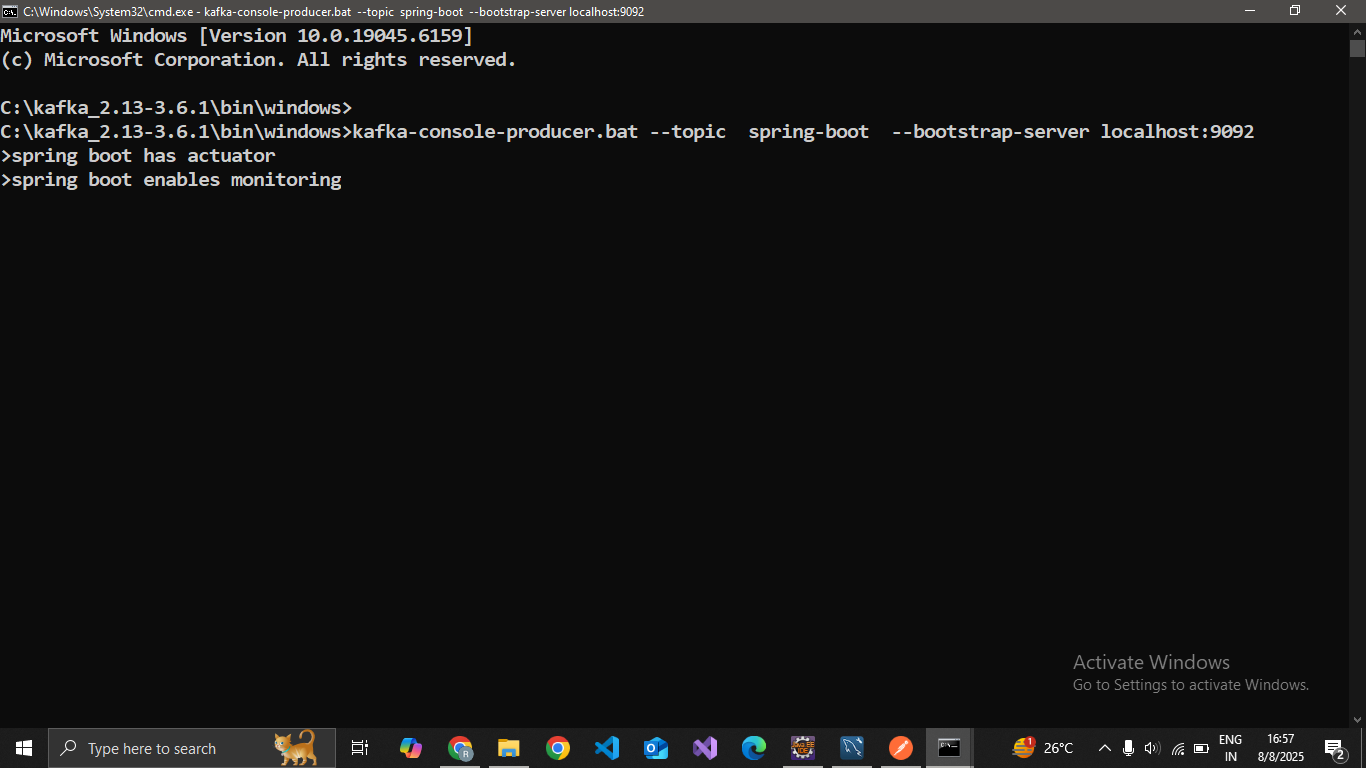 C:\Windows\System32\cmd.exe - kafka-console-producer.bat --topic  spring-boot  --bootstrap-server localhost:9092
Microsoft Windows [Version 10.0.19045.6159]
(c) Microsoft Corporation. All rights reserved.
C:\kafka_2.13-3.6.1\bin\windows>
C:\kafka_2.13-3.6.1\bin\windows>kafka-console-producer.bat --topic  spring-boot  --bootstrap-server localhost:9092
>spring boot has actuator
>spring boot enables monitoring
Activate Windows
Go to Settings to activate Windows.
Type here to search
1
26°C
ENG
IN
16:57
8/8/2025
2